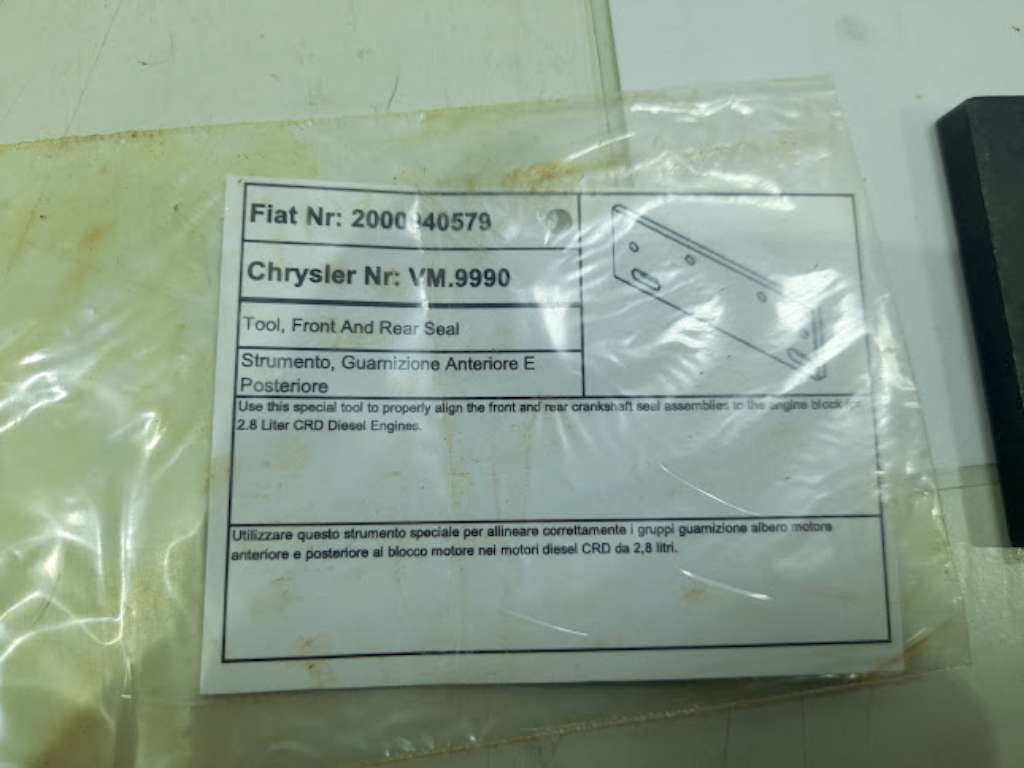 Fiat Nr: 2000 40579
Chrysler Nr: VM.9990
Tool, Front And Rear Seal
Strumento, Guarnizione Anteriore E
Posteriore
Use this special tool to properly align the front and rear crankshaft seal assemblies to the engine block for
2.8 Liter CRD Diesel Engines.
Utilizzare questo strumento speciale per allineare correttamente i gruppi guarnizione albero motore
anteriore e posteriore al blocco motore nei motori diesel CRD da 2,8 litri.